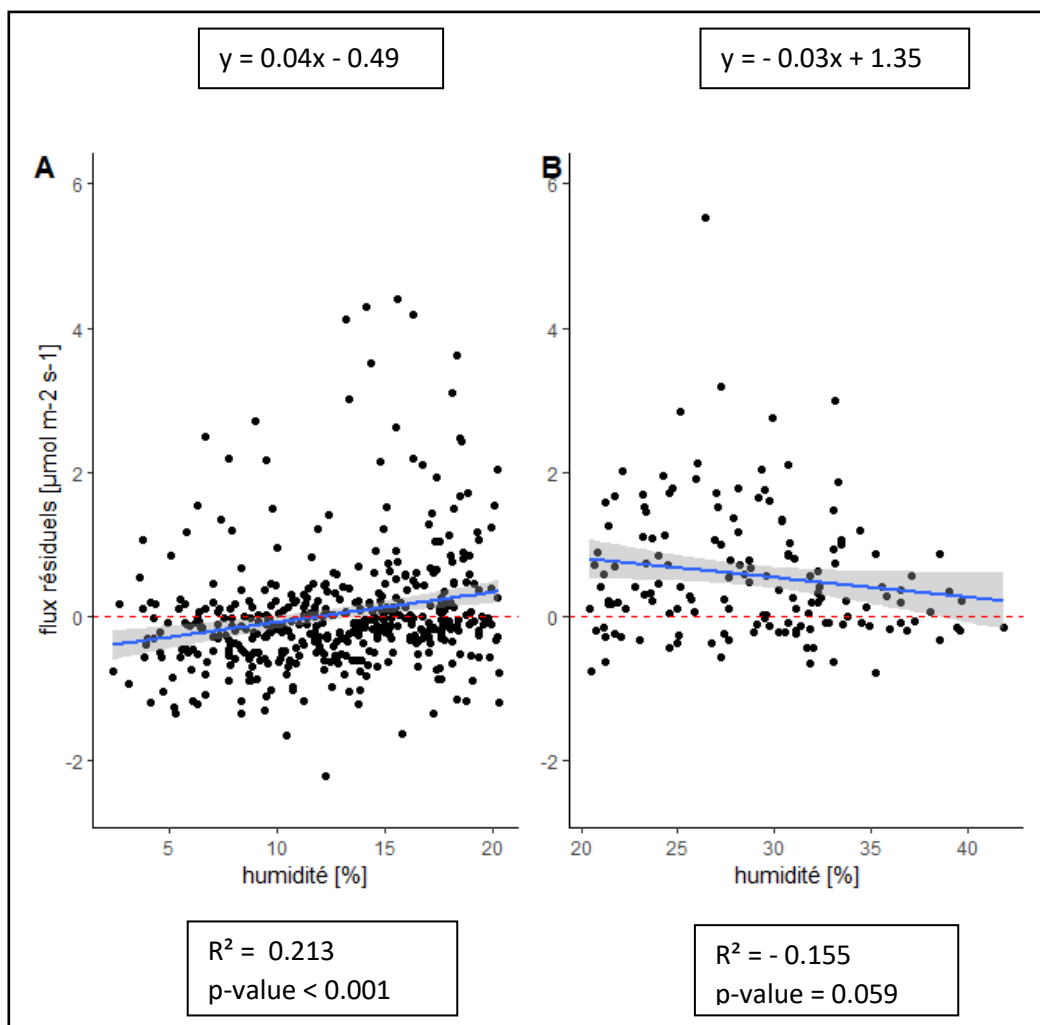 y = 0.04x - 0.49
y = - 0.03x + 1.35
A
B
6
4
2
0
-2
flux résiduels [µmol m-2 s-1]
5
10
15
20
humidité [%]
6
4
2
0
-2
20
25
30
35
40
humidité [%]
R² = 0.213
p-value < 0.001
R² = - 0.155
p-value = 0.059